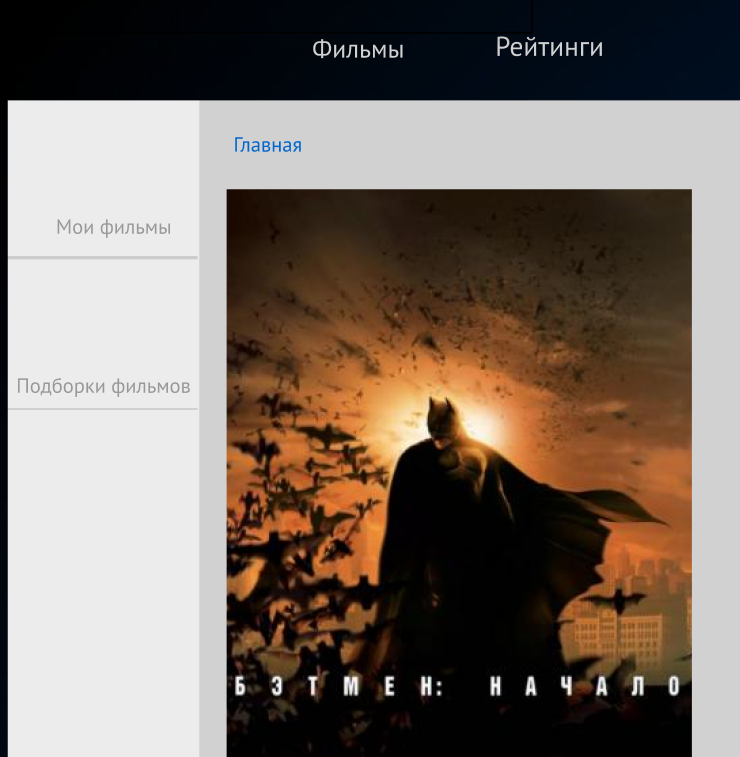 Фильмы Рейтинги
Главная
Мои фильмы
Подборки фильмов
БЭТМЕН: НАЧАЛО